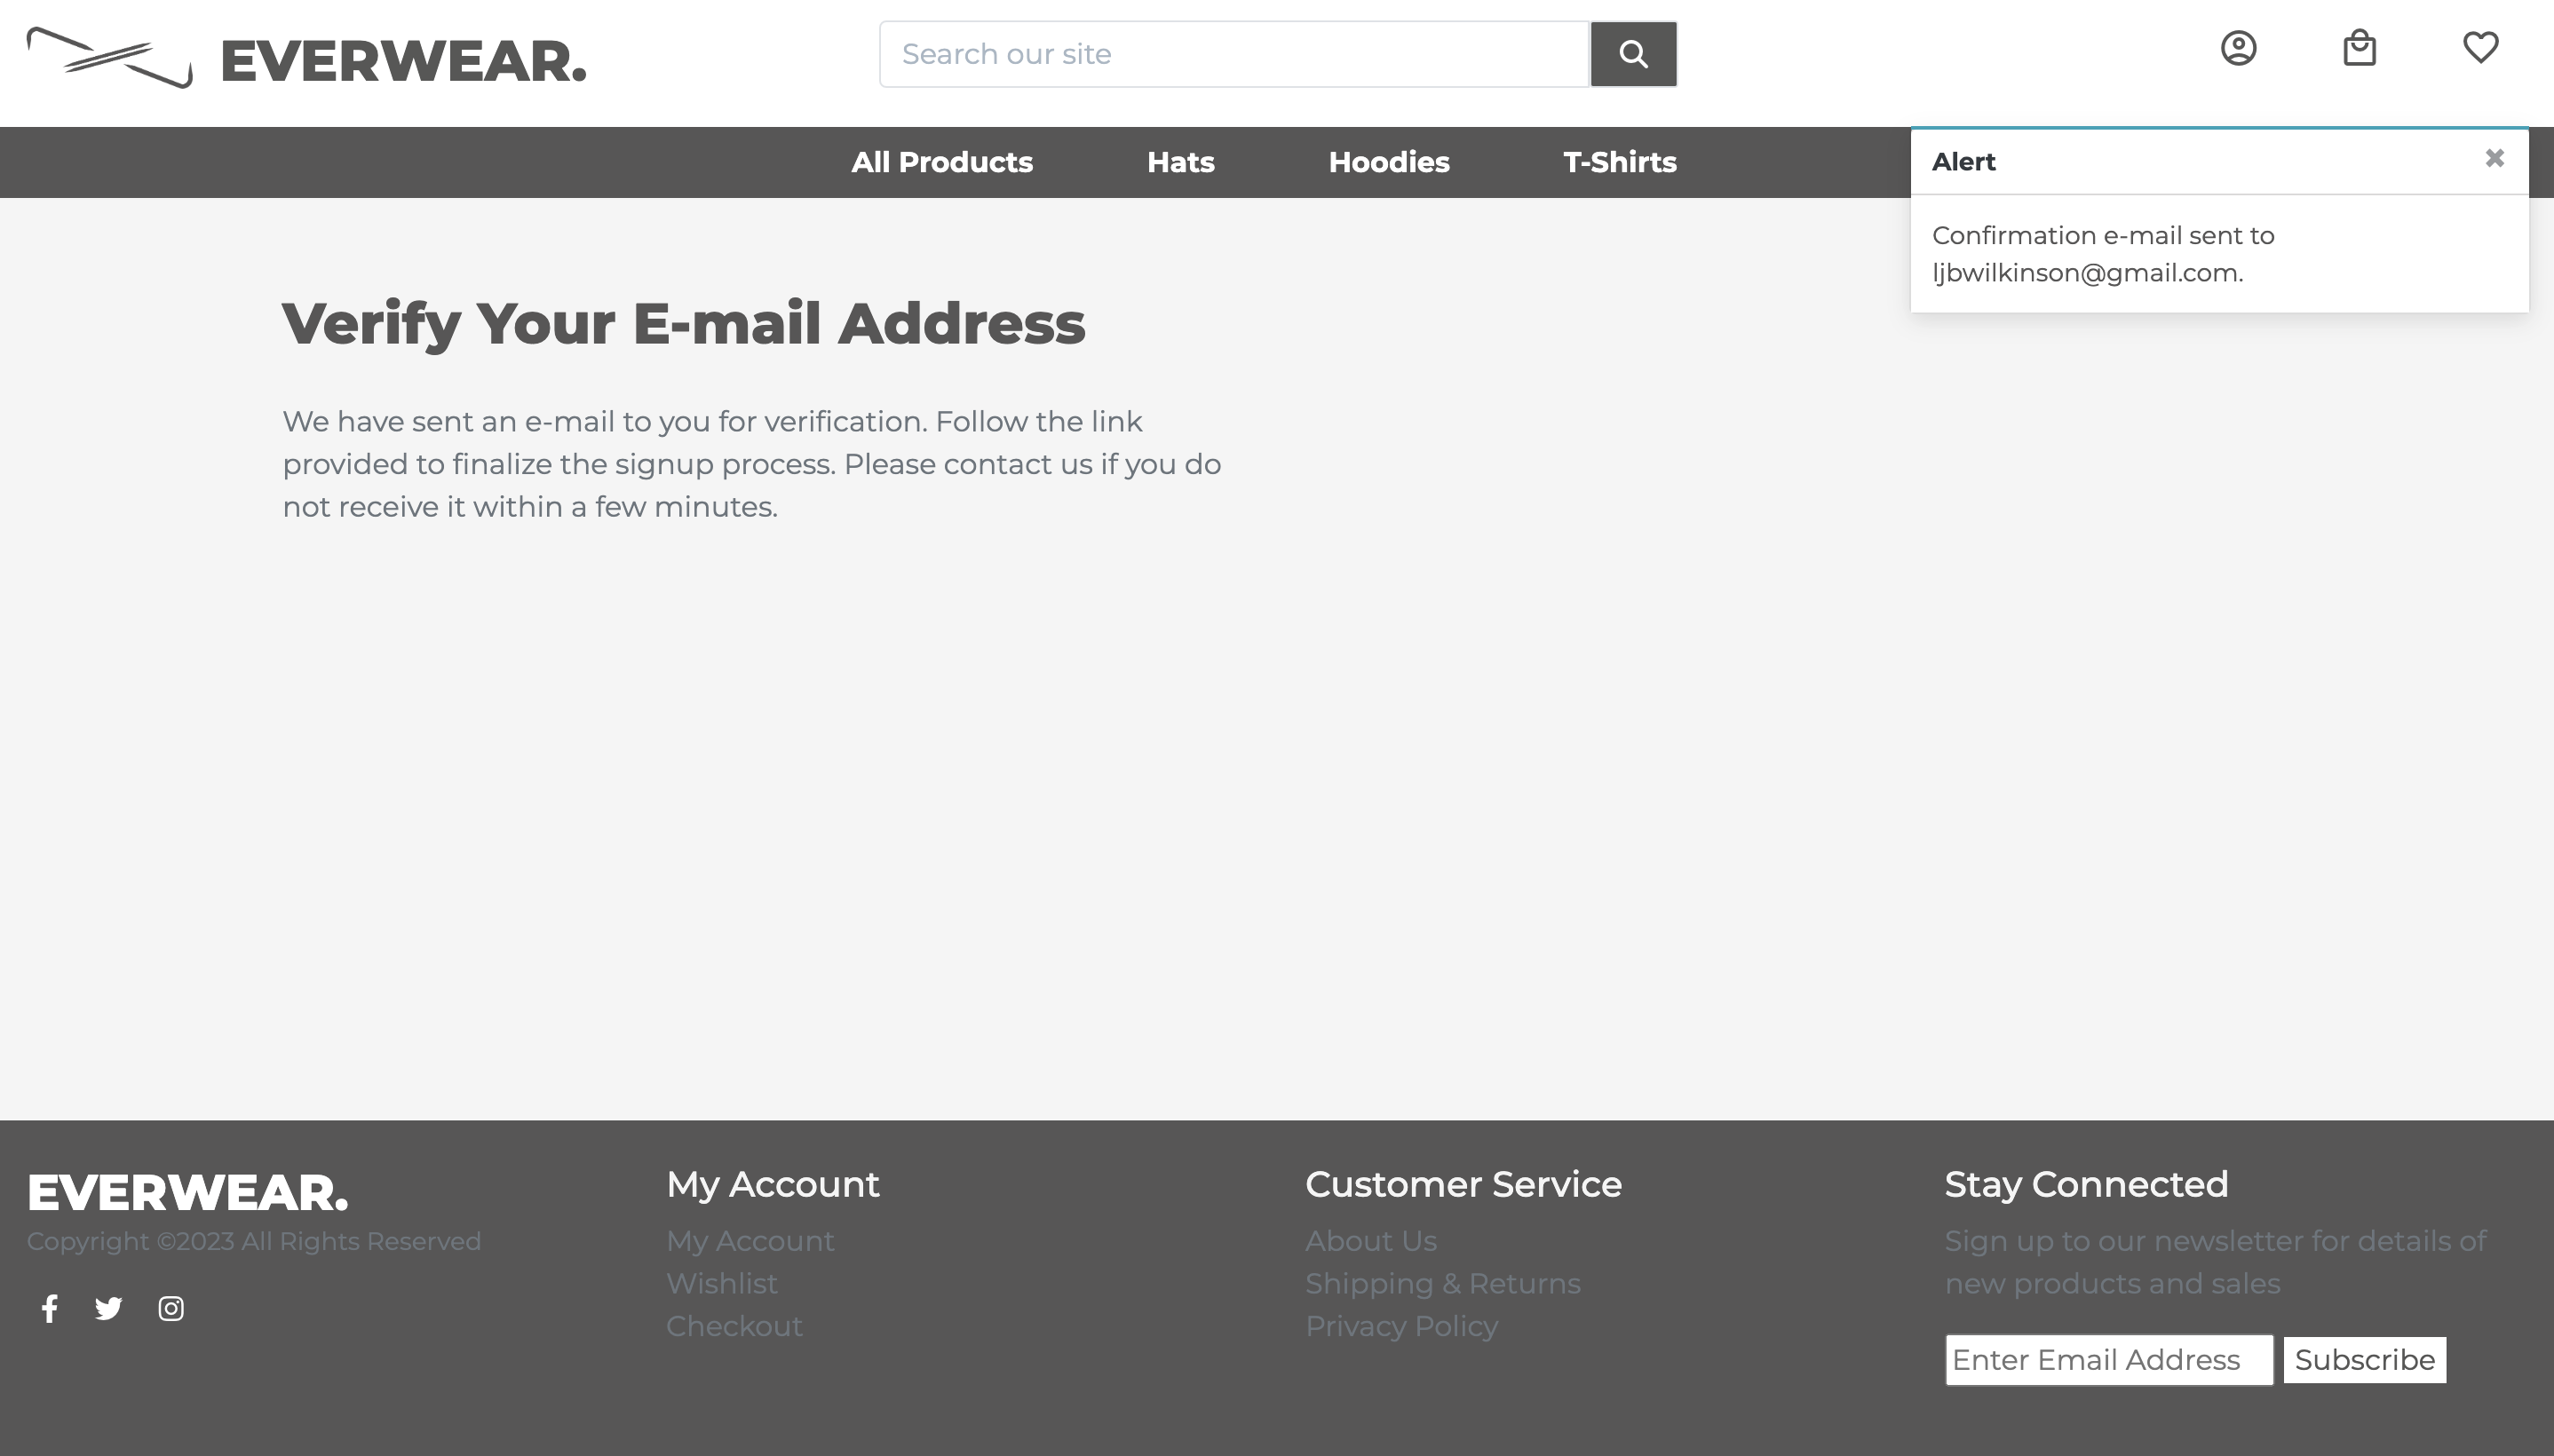 EVERWEAR.
Search our site
All Products
Hats
Hoodies
T-Shirts
Alert
Confirmation e-mail sent to
ljbwilkinson@gmail.com.
Verify Your E-mail Address
We have sent an e-mail to you for verification. Follow the link
provided to finalize the signup process. Please contact us if you do
not receive it within a few minutes.
EVERWEAR.
Copyright ©2023 All Rights Reserved
My Account
My Account
Wishlist
Checkout
Customer Service
About Us
Shipping & Returns
Privacy Policy
Stay Connected
Sign up to our newsletter for details of
new products and sales
Enter Email Address
Subscribe